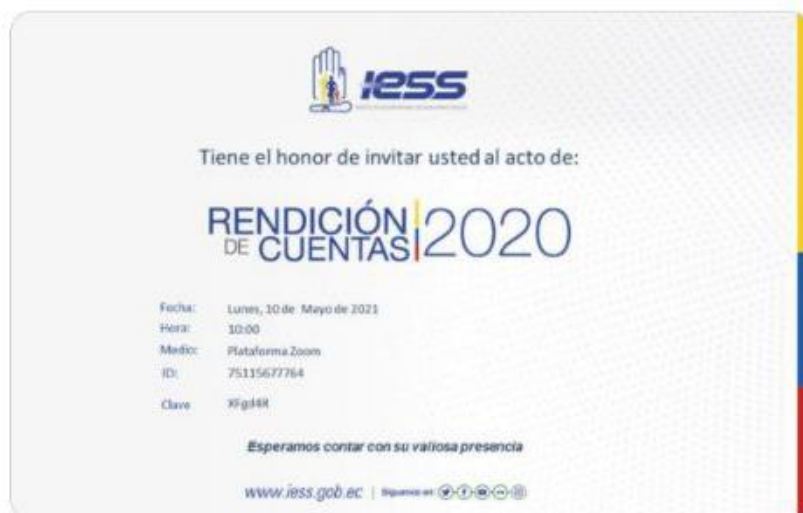 IESS
Tiene el honor de invitar usted al acto de:
RENDICIÓN
DE CUENTAS 2020
Fecha: Lunes, 10 de Mayo de 2021
Hora: 10:00
Medio: Plataforma Zoom
ID: 75115677764
Clave XFgd4R
Esperamos contar con su valiosa presencia
www.iess.gob.ec | Síguenos en: